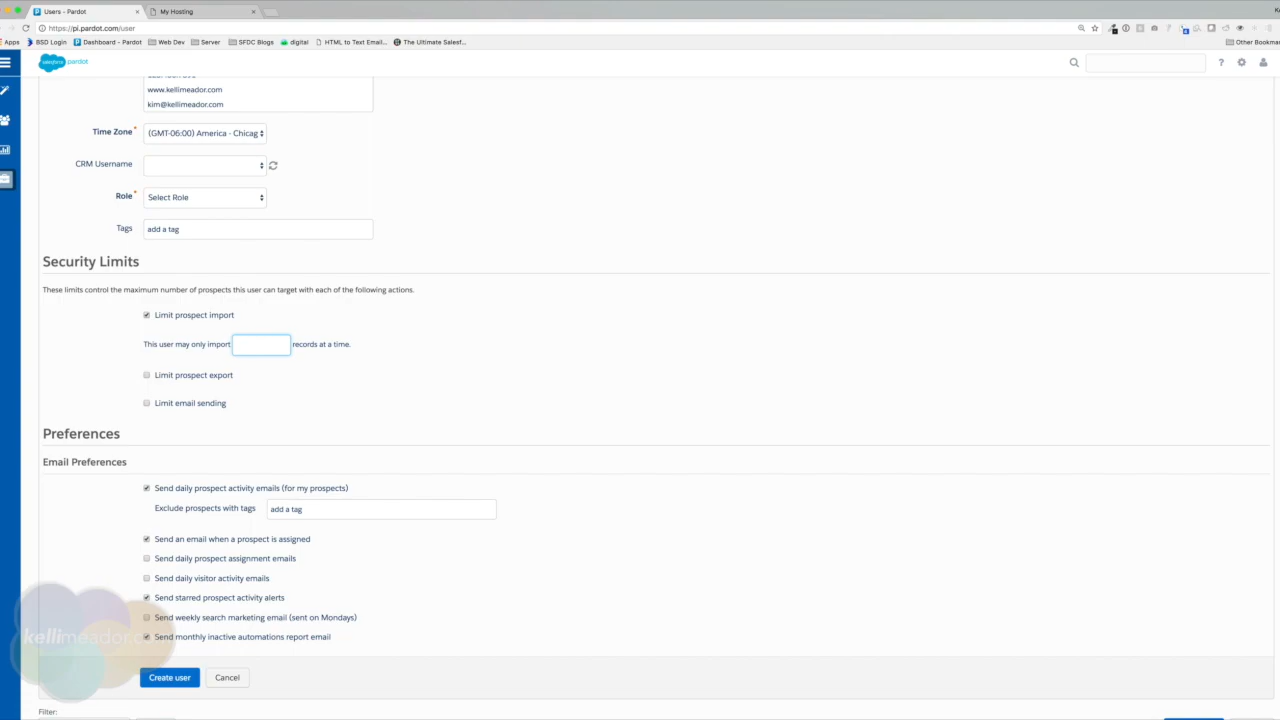 Users - Pardot
My Hosting
https://pi.pardot.com/user
Apps
BSD Login
Dashboard - Pardot
Web Dev
Server
SFDC Blogs
digital
HTML to Text Email...
The Ultimate Salesf...
Other Bookmar
salesforce pardot
www.kellimeador.com
kim@kellimeador.com
Time Zone *
(GMT-06:00) America - Chicag
CRM Username
Role *
Select Role
Tags
add a tag
Security Limits
These limits control the maximum number of prospects this user can target with each of the following actions.
Limit prospect import
This user may only import
records at a time.
Limit prospect export
Limit email sending
Preferences
Email Preferences
Send daily prospect activity emails (for my prospects)
Exclude prospects with tags
add a tag
Send an email when a prospect is assigned
Send daily prospect assignment emails
Send daily visitor activity emails
Send starred prospect activity alerts
Send weekly search marketing email (sent on Mondays)
kellimeador.c
Send monthly inactive automations report email
Create user
Cancel
Filter: